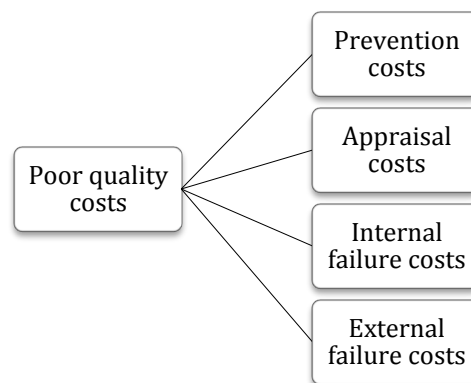 Poor quality
costs
Prevention
costs
Appraisal
costs
Internal
failure costs
External
failure costs